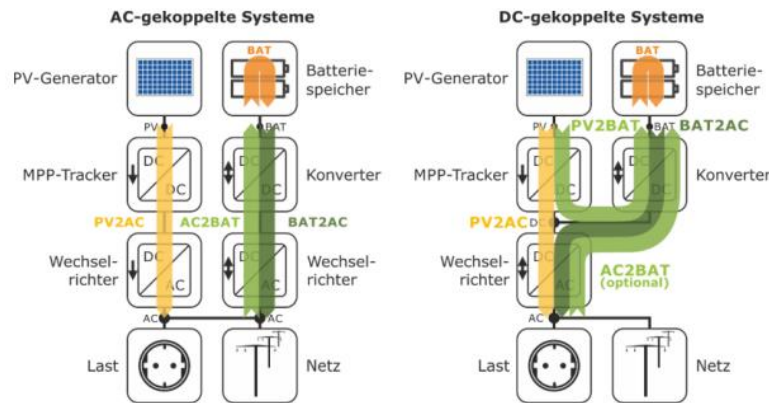 AC-gekoppelte Systeme
BAT
PV-Generator
Batterie-
speicher
PV
BAT
DC
DC
MPP-Tracker
Konverter
PV2AC
AC2BAT
BAT2AC
DC
AC
DC
AC
Wechsel-
richter
Wechsel-
richter
AC
AC
Last
Netz
DC-gekoppelte Systeme
BAT
PV-Generator
Batterie-
speicher
PV
PV2BAT
BAT
BAT2AC
DC
DC
DC
DC
MPP-Tracker
Konverter
PV2AC
DC
DC
AC
Wechsel-
richter
AC2BAT
(optional)
AC
Last
Netz